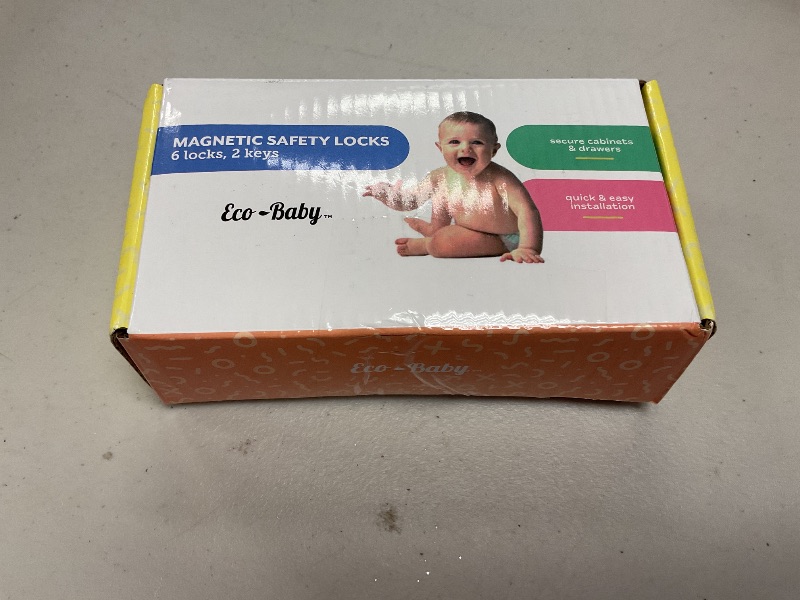 MAGNETIC SAFETY LOCKS
6 locks, 2 keys
Eco-Baby™
secure cabinets
& drawers
quick & easy
installation
Eco-Baby